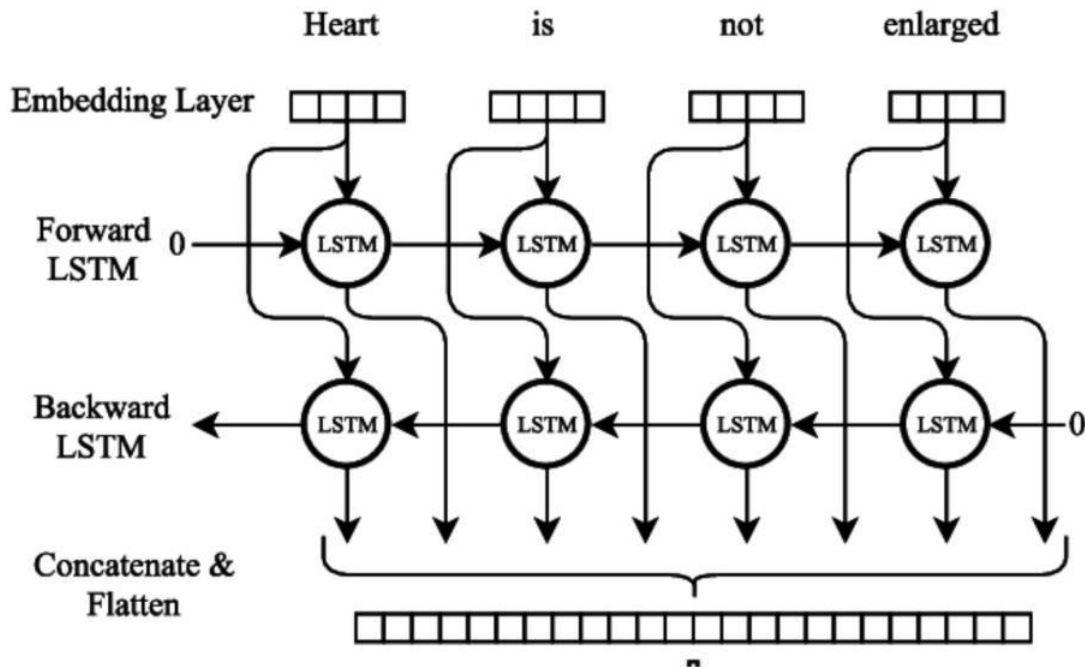 Heart is not enlarged
Embedding Layer
Forward
LSTM
0
LSTM LSTM LSTM LSTM
Backward
LSTM
LSTM LSTM LSTM LSTM
0
Concatenate &
Flatten